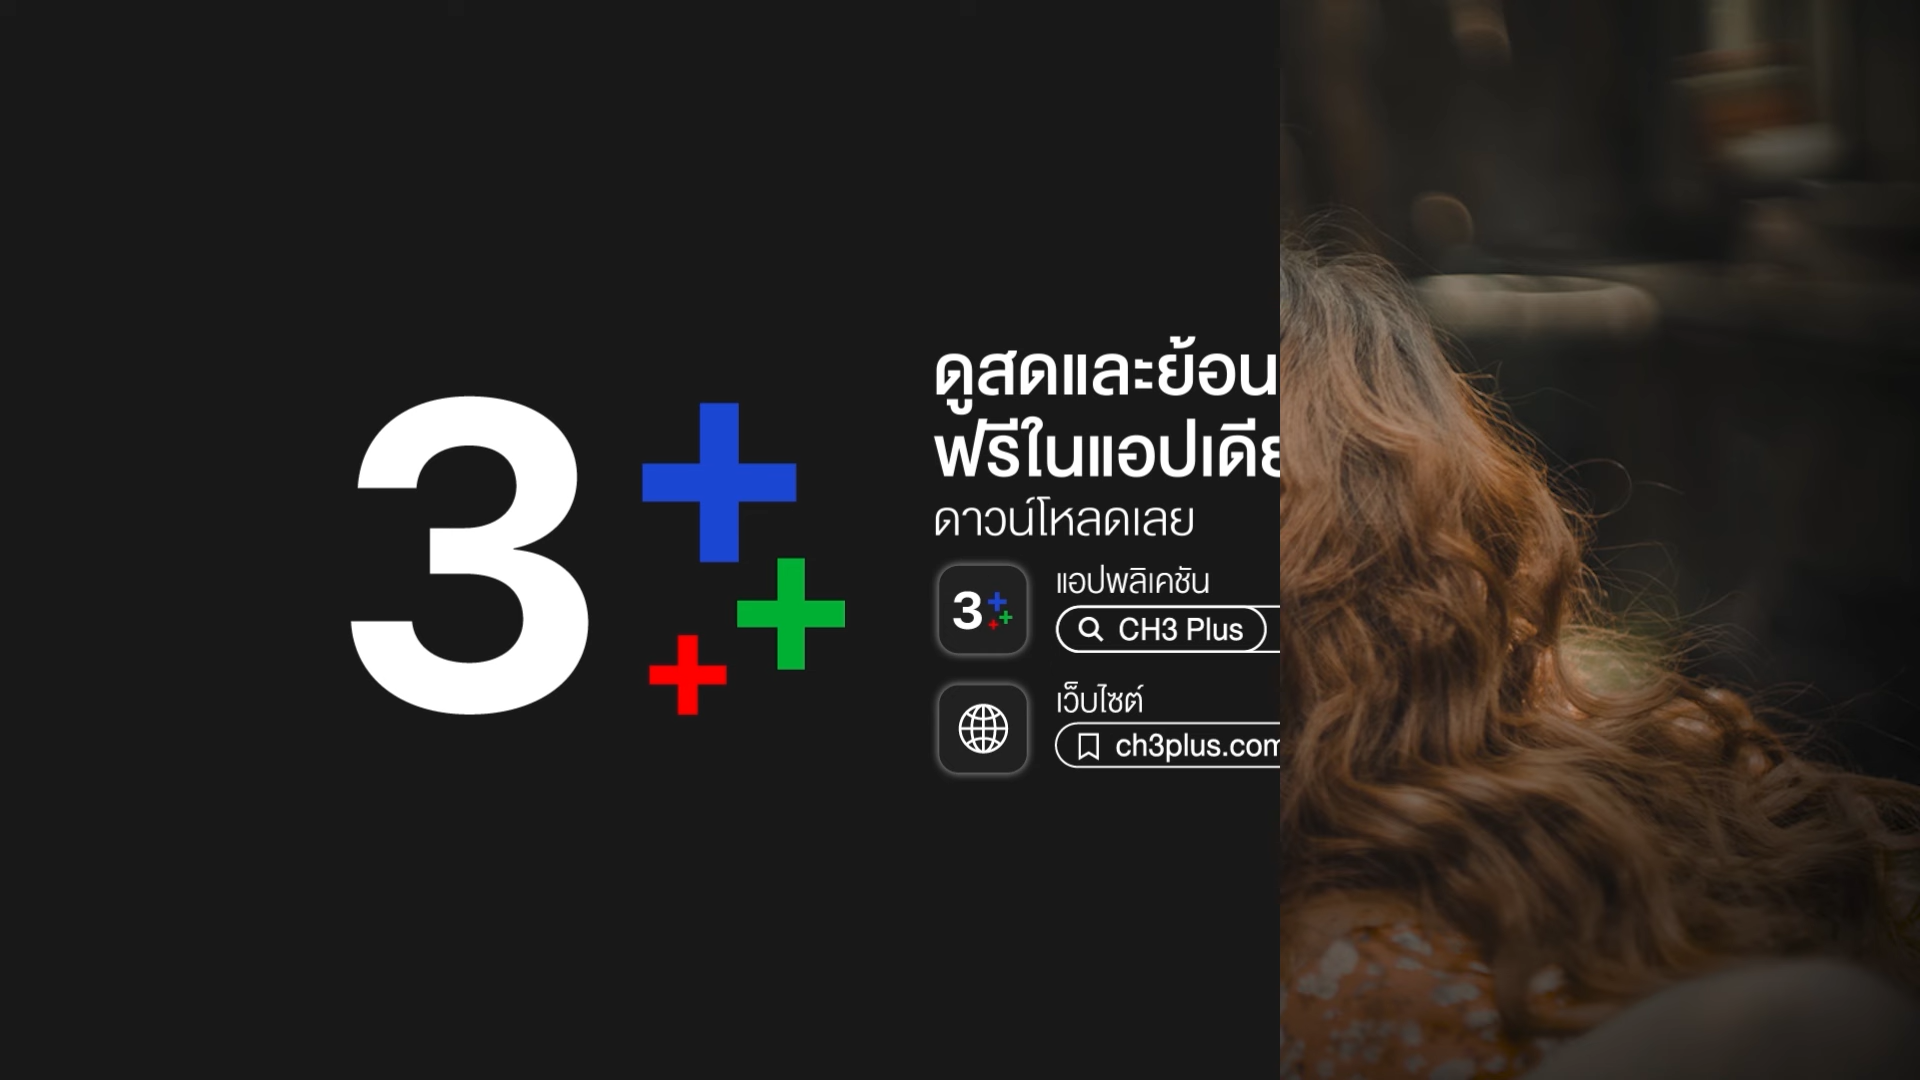 3
ดูสดและย้อน
ฟรีในแอปเดีย
ดาวน์โหลดเลย
3
แอปพลิเคชัน
CH3 Plus
เว็บไซต์
ch3plus.com